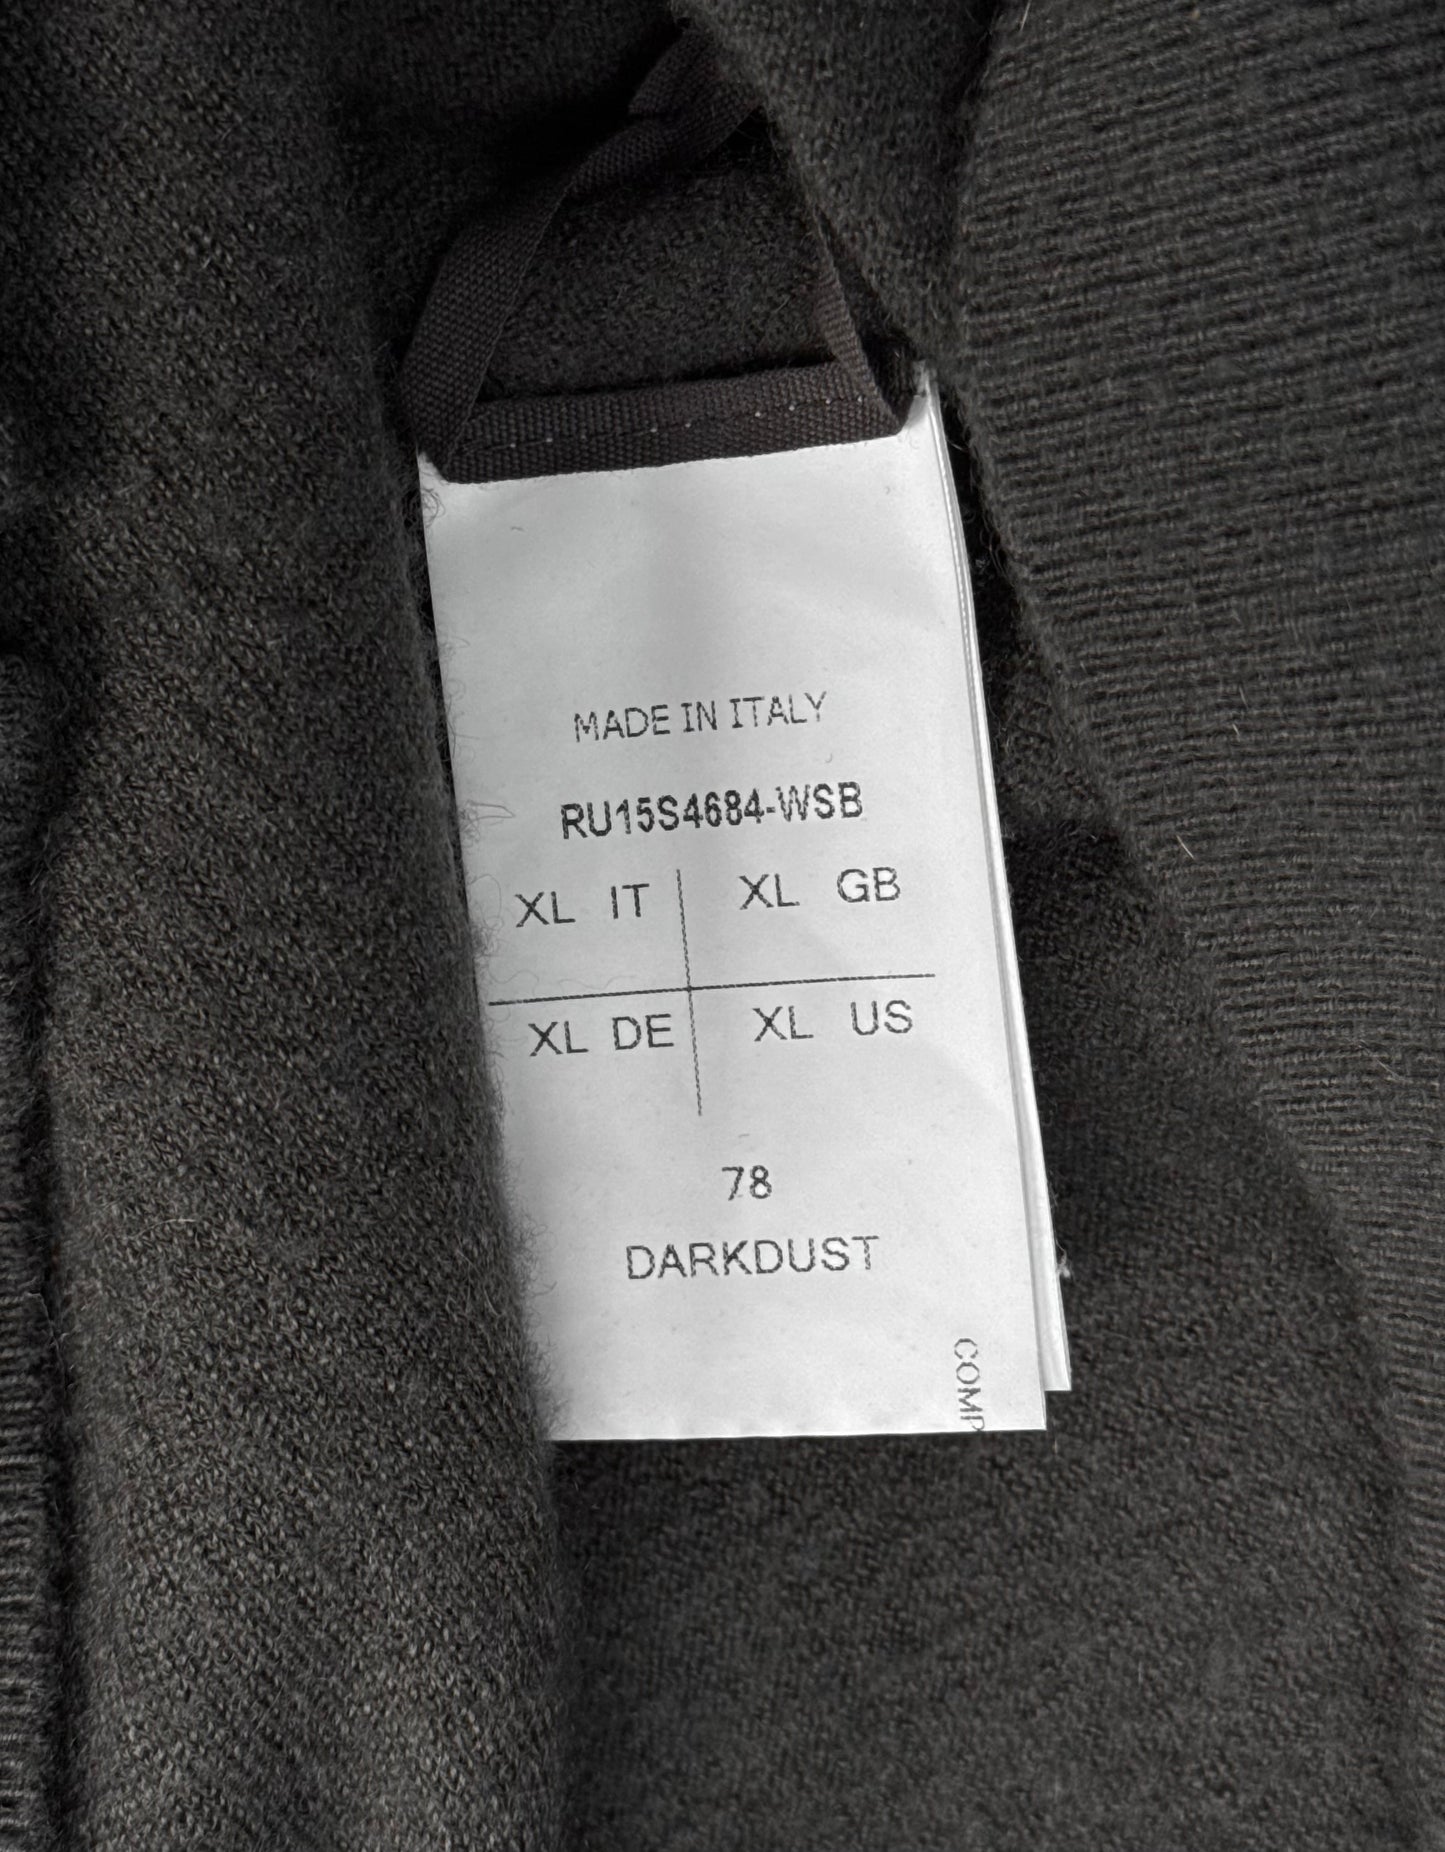 MADE IN ITALY
RU15S4684-WSB
XL IT XL GB
XL DE XL US
78
DARKDUST
COMP